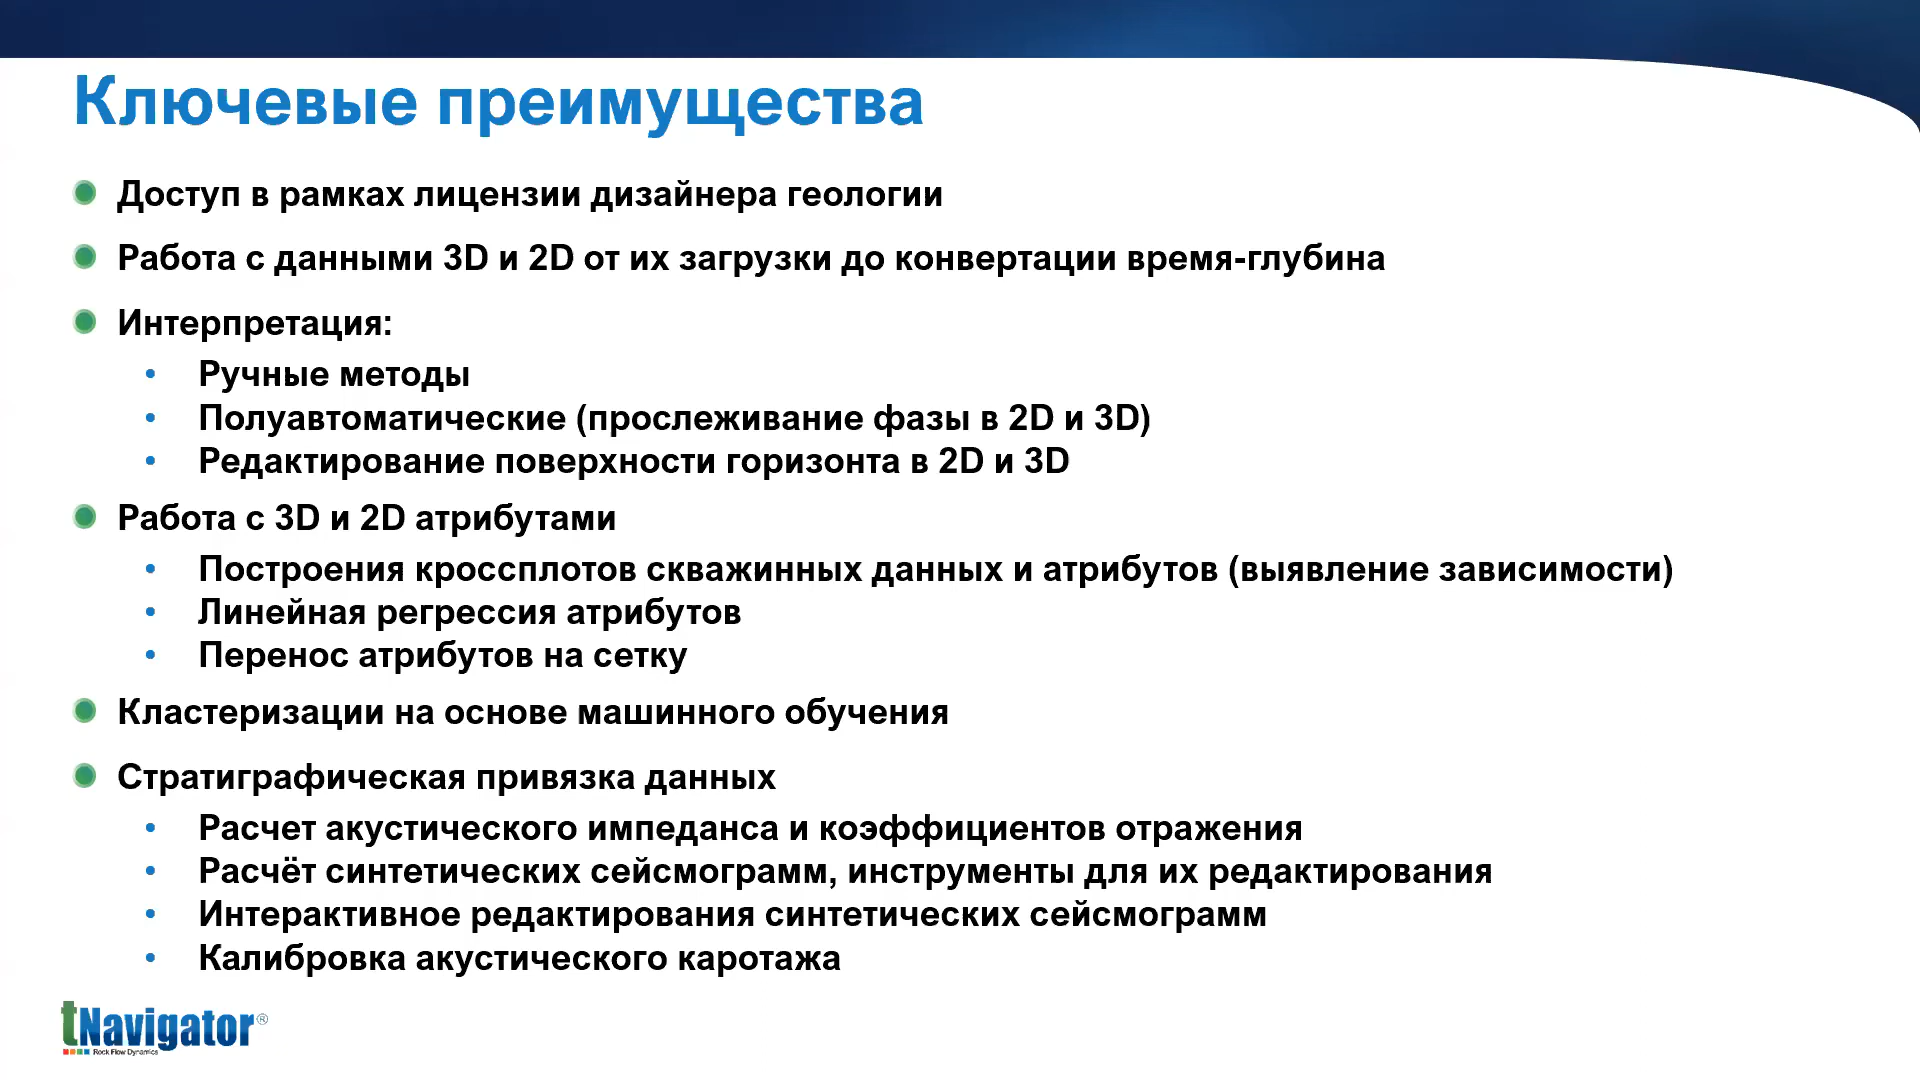 Ключевые преимущества
Доступ в рамках лицензии дизайнера геологии
Работа с данными 3D и 2D от их загрузки до конвертации время-глубина
Интерпретация:
• Ручные методы
• Полуавтоматические (прослеживание фазы в 2D и 3D)
• Редактирование поверхности горизонта в 2D и 3D
Работа с 3D и 2D атрибутами
• Построения кроссплотов скважинных данных и атрибутов (выявление зависимости)
• Линейная регрессия атрибутов
• Перенос атрибутов на сетку
Кластеризации на основе машинного обучения
Стратиграфическая привязка данных
• Расчет акустического импеданса и коэффициентов отражения
• Расчёт синтетических сейсмограмм, инструменты для их редактирования
• Интерактивное редактирования синтетических сейсмограмм
• Калибровка акустического каротажа
tNavigator®
Rock Flow Dynamics